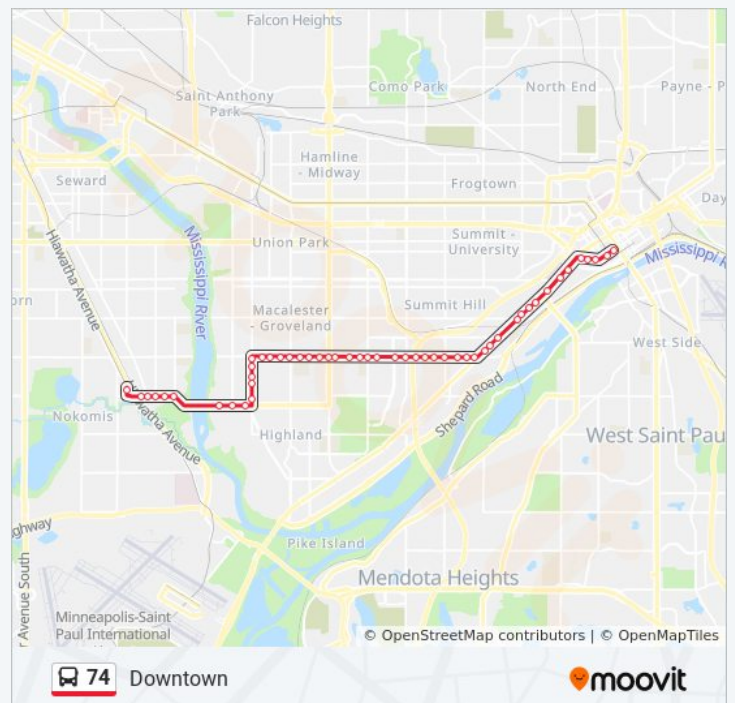 Falcon Heights
Como Park
North End
Payne - P
Saint Anthony
Park
Hamline
- Midway
Seward
Frogtown
Day
Summit -
University
Union Park
Mississippi R
Mississippi River
Hiawatha Avenue
orn
Macalester
- Groveland
Summit Hill
West Side
Hiawatha Avenue
Shepard Road
Nokomis
Highland
West Saint Pau
ghway
Pike Island
Mendota Heights
r Avenue South
Minneapolis-Saint
Paul International
© OpenStreetMap contributors | © OpenMapTiles
74 Downtown
moovit